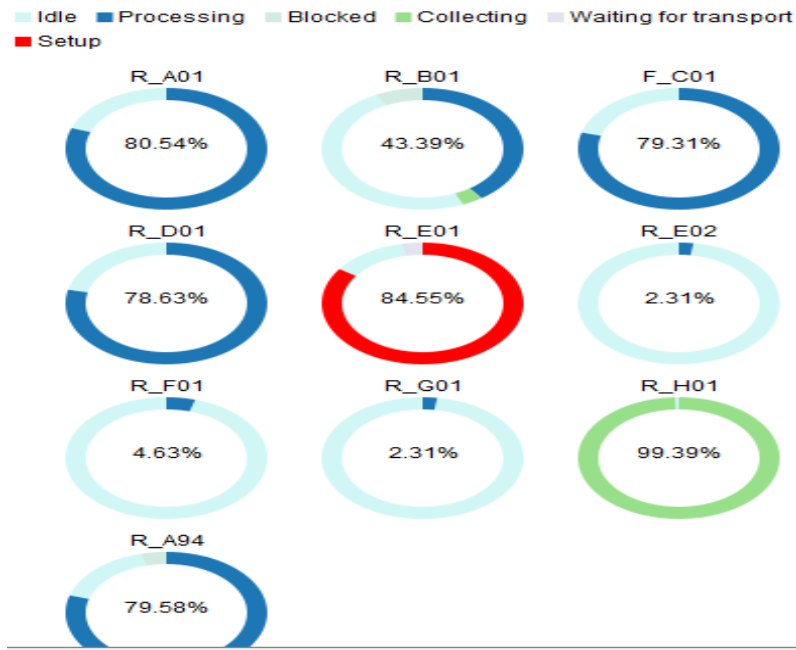 Idle Processing Blocked Collecting Waiting for transport
Setup
R_A01 R_B01 F_C01
80.54% 43.39% 79.31%
R_D01 R_E01 R_E02
78.63% 84.55% 2.31%
R_F01 R_G01 R_H01
4.63% 2.31% 99.39%
R_A94
79.58%